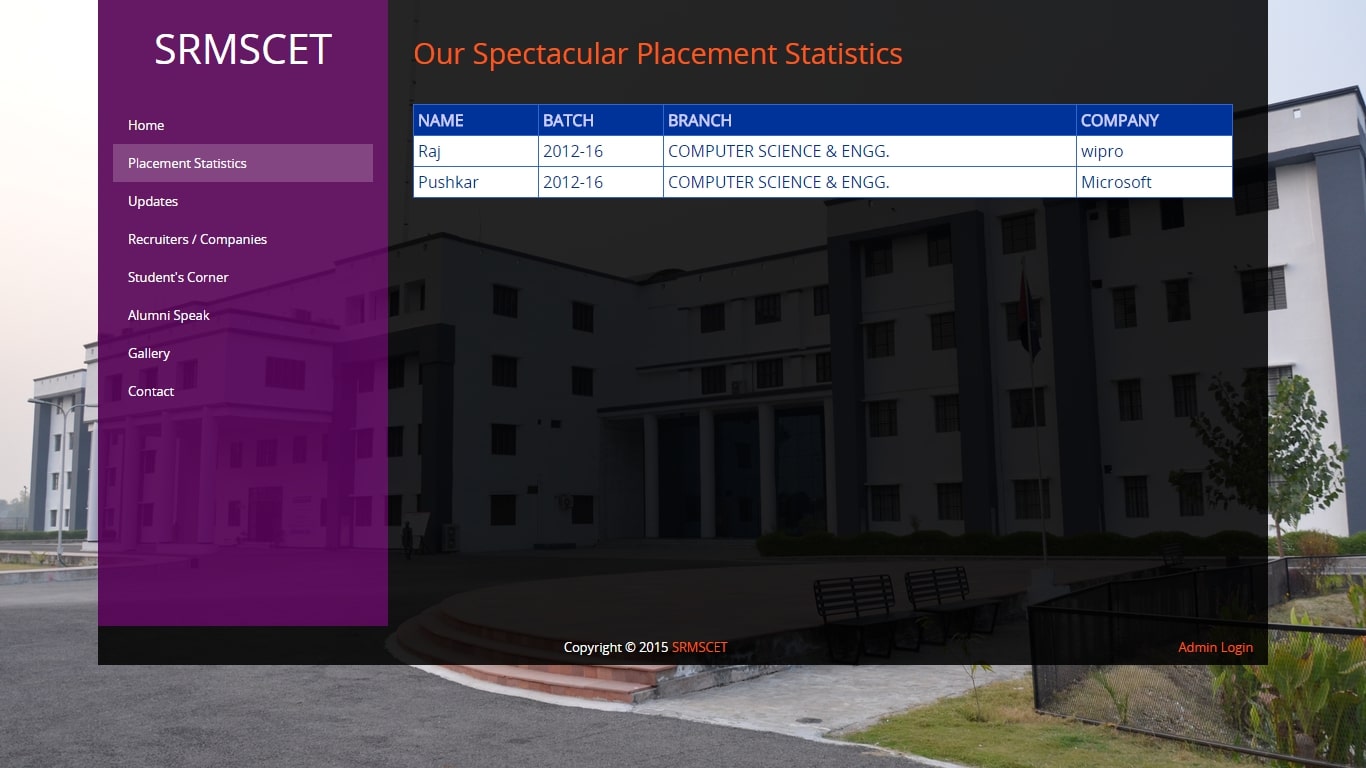 SRMSCET
Home
Placement Statistics
Updates
Recruiters / Companies
Student's Corner
Alumni Speak
Gallery
Contact
Our Spectacular Placement Statistics
NAME BATCH BRANCH COMPANY
Raj 2012-16 COMPUTER SCIENCE & ENGG. wipro
Pushkar 2012-16 COMPUTER SCIENCE & ENGG. Microsoft
Copyright © 2015 SRMSCET
Admin Login